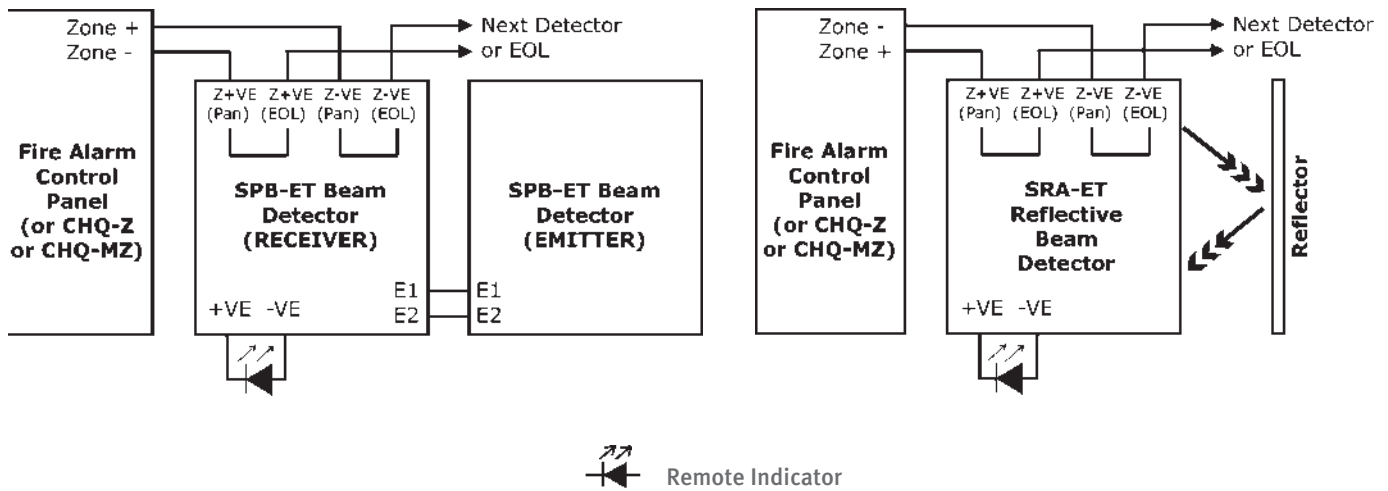 Zone +
Zone -
Next Detector
or EOL
Z+VE Z+VE Z-VE Z-VE
(Pan) (EOL) (Pan) (EOL)
Fire Alarm
Control
Panel
(or CHQ-Z
or CHQ-MZ)
SPB-ET Beam
Detector
(RECEIVER)
+VE -VE
E1
E2
SPB-ET Beam
Detector
(EMITTER)
E1
E2
Zone -
Zone +
Next Detector
or EOL
Z+VE Z+VE Z-VE Z-VE
(Pan) (EOL) (Pan) (EOL)
Fire Alarm
Control
Panel
(or CHQ-Z
or CHQ-MZ)
SRA-ET
Reflective
Beam
Detector
+VE -VE
Reflector
Remote Indicator